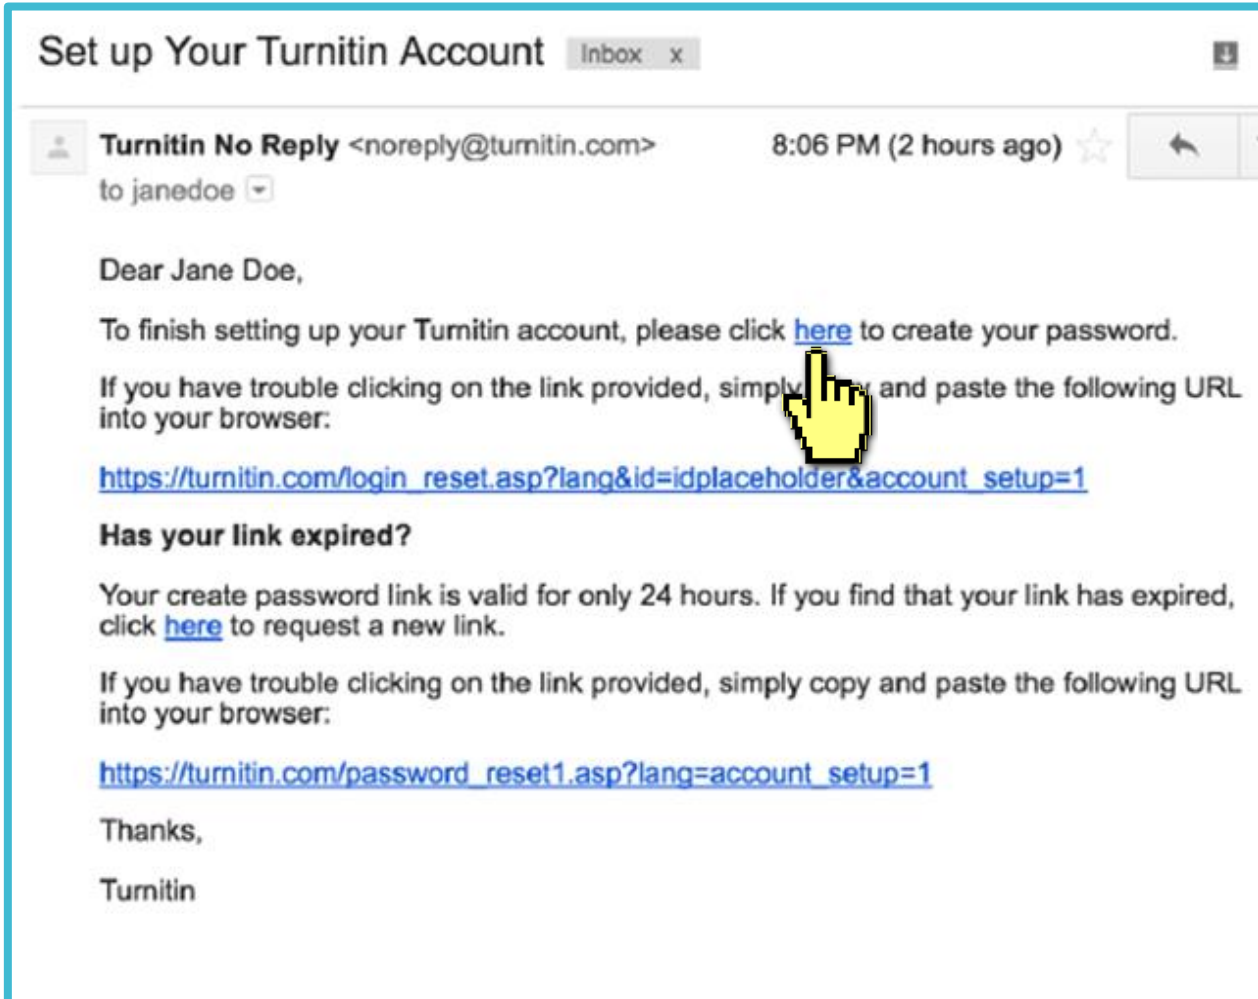 Set up Your Turnitin Account Inbox x
Turnitin No Reply <noreply@turnitin.com> 8:06 PM (2 hours ago)
to janedoe
Dear Jane Doe,
To finish setting up your Turnitin account, please click here to create your password.
If you have trouble clicking on the link provided, simply and paste the following URL
into your browser:
https://turnitin.com/login_reset.asp?lang&id=idplaceholder&account_setup=1
Has your link expired?
Your create password link is valid for only 24 hours. If you find that your link has expired,
click here to request a new link.
If you have trouble clicking on the link provided, simply copy and paste the following URL
into your browser:
https://turnitin.com/password_reset1.asp?lang=account_setup=1
Thanks,
Turnitin